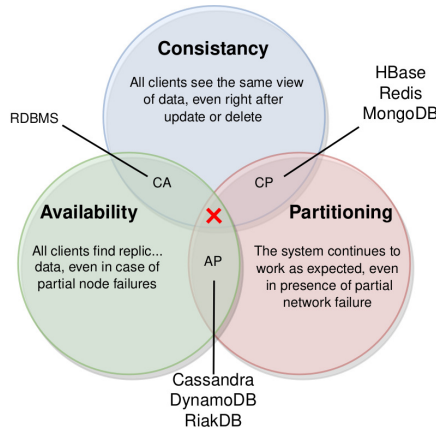 Consistancy
All clients see the same view
of data, even right after
update or delete
HBase
Redis
MongoDB
RDBMS
CA
CP
Availability
Partitioning
All clients find replic...
data, even in case of
partial node failures
AP
The system continues to
work as expected, even
in presence of partial
network failure
Cassandra
DynamoDB
RiakDB